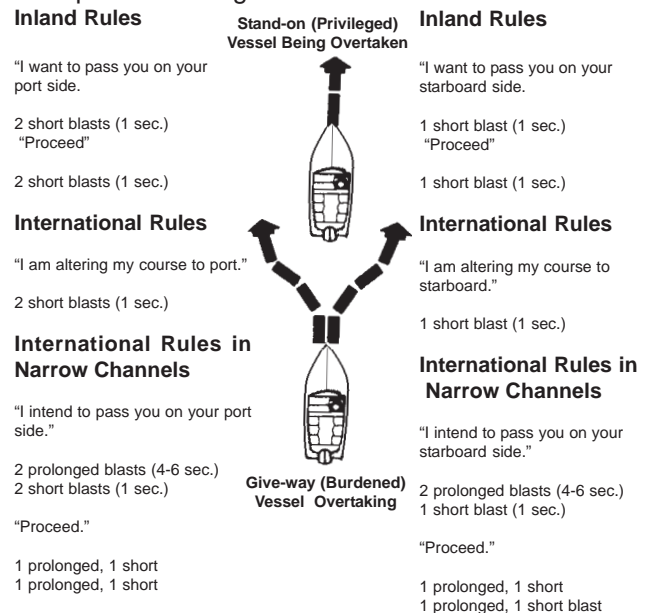 Inland Rules
“I want to pass you on your
port side.
2 short blasts (1 sec.)
“Proceed”
2 short blasts (1 sec.)
International Rules
“I am altering my course to port.”
2 short blasts (1 sec.)
International Rules in
Narrow Channels
“I intend to pass you on your port
side.”
2 prolonged blasts (4-6 sec.)
2 short blasts (1 sec.)
“Proceed.”
1 prolonged, 1 short
1 prolonged, 1 short
Stand-on (Privileged)
Vessel Being Overtaken
Give-way (Burdened)
Vessel Overtaking
Inland Rules
“I want to pass you on your
starboard side.
1 short blast (1 sec.)
“Proceed”
1 short blast (1 sec.)
International Rules
“I am altering my course to
starboard.”
1 short blast (1 sec.)
International Rules in
Narrow Channels
“I intend to pass you on your
starboard side.”
2 prolonged blasts (4-6 sec.)
1 short blast (1 sec.)
“Proceed.”
1 prolonged, 1 short
1 prolonged, 1 short blast